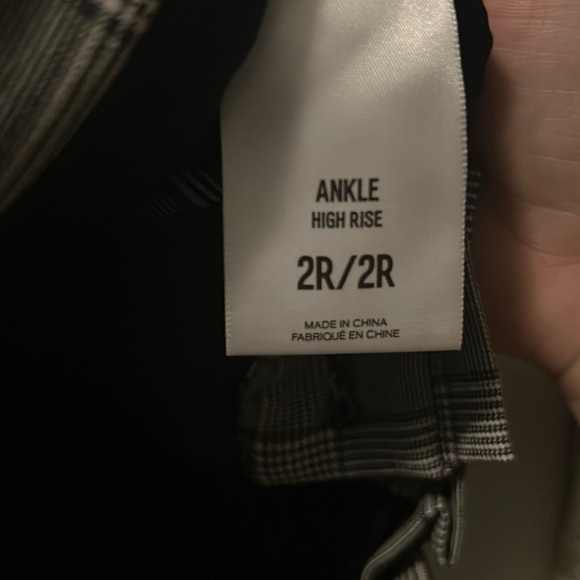 ANKLE
HIGH RISE
2R/2R
MADE IN CHINA
FABRIQUÉ EN CHINE